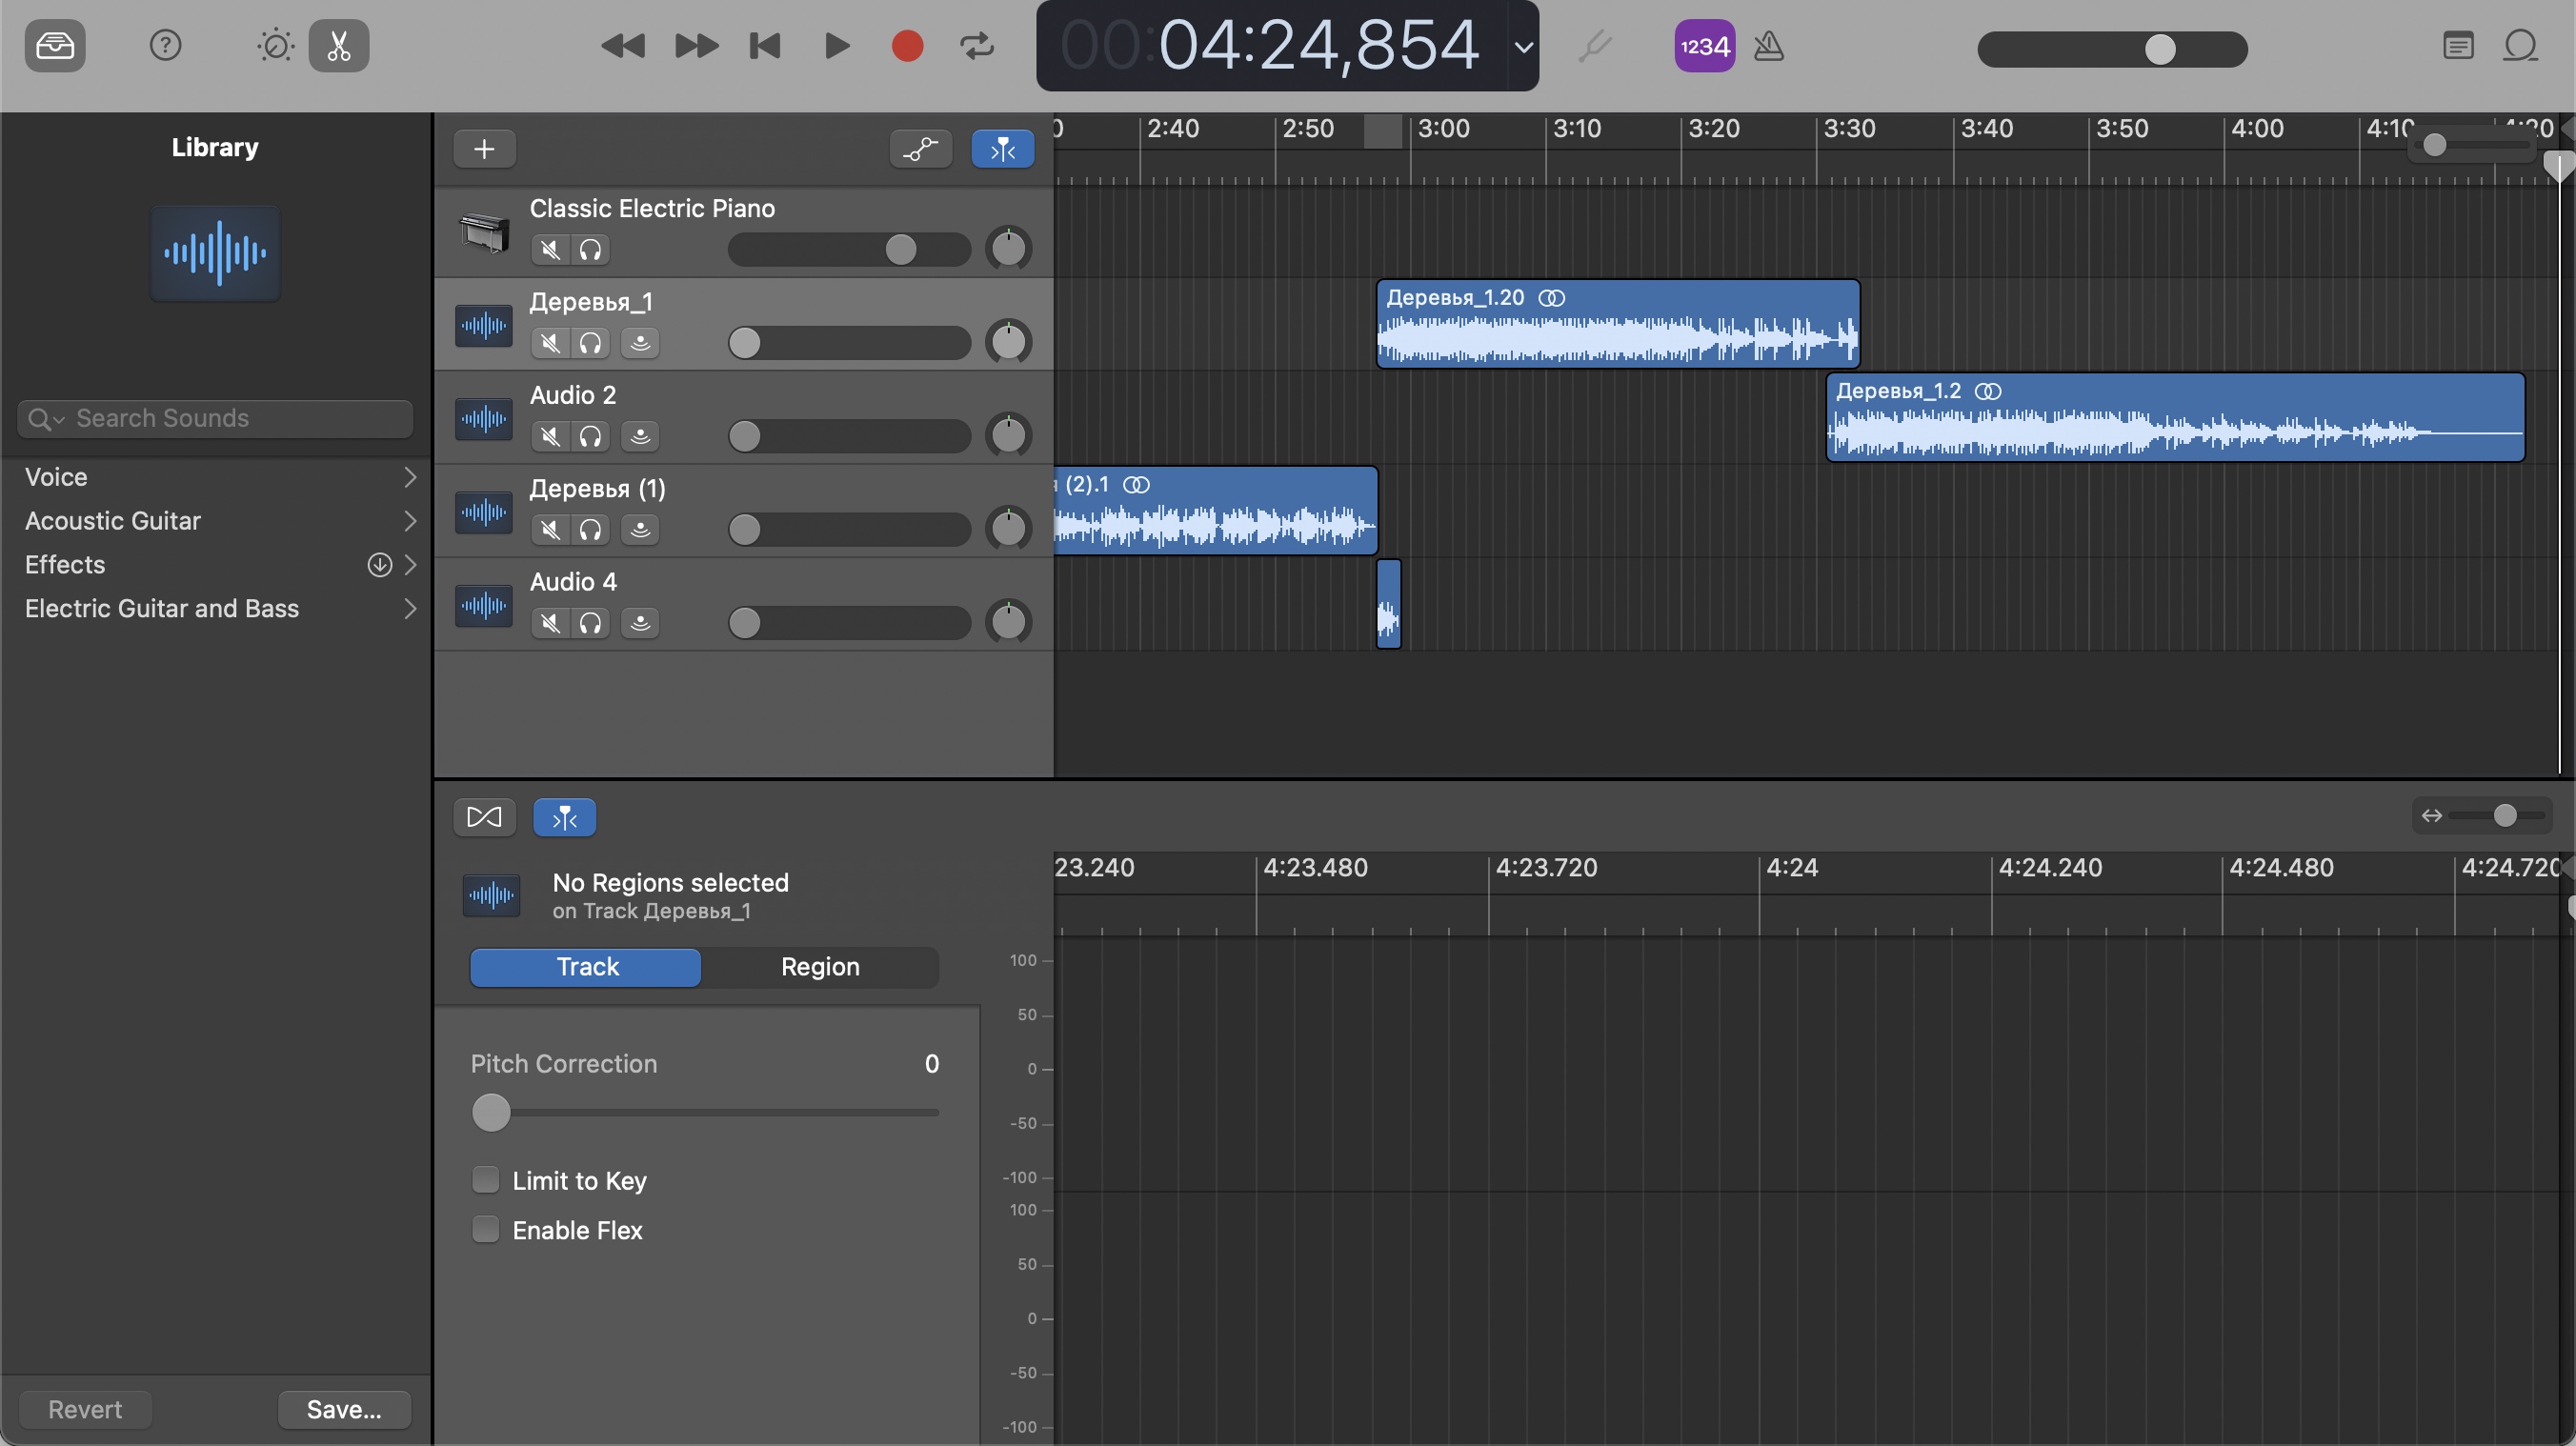 00:04:24,854
1234
Library
Search Sounds
Voice
Acoustic Guitar
Effects
Electric Guitar and Bass
Revert
Save...
0 2:40 2:50 3:00 3:10 3:20 3:30 3:40 3:50 4:00 4:10 4:20
Classic Electric Piano
Деревья_1
Деревья_1.20
Audio 2
Деревья_1.2
Деревья (1)
я (2).1
Audio 4
23.240 4:23.480 4:23.720 4:24 4:24.240 4:24.480 4:24.720
No Regions selected
on Track Деревья_1
Track Region
Pitch Correction 0
Limit to Key
Enable Flex
100
50
0
-50
-100
100
50
0
-50
-100